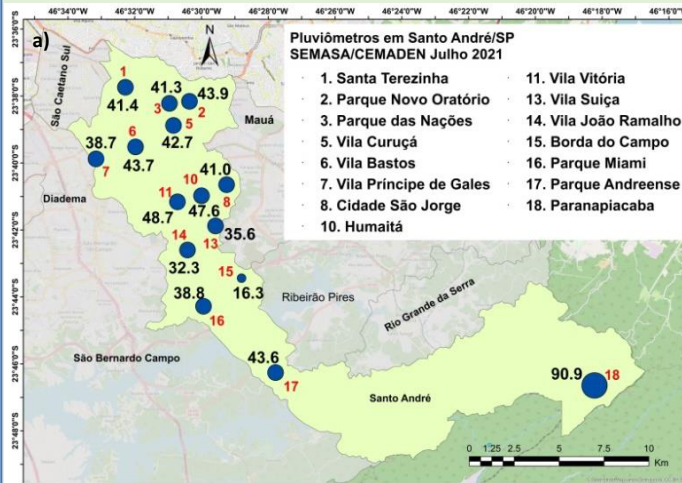 46°34'0"O 46°32'0"O 46°30'0"O 46°28'0"O 46°26'0"O 46°24'0"O 46°22'0"O 46°20'0"O 46°18'0"O 46°16'0"O
23°36'0"S
23°38'0"S
23°40'0"S
23°42'0"S
23°44'0"S
23°46'0"S
23°48'0"S
a)
N
Pluviômetros em Santo André/SP
SEMASA/CEMADEN Julho 2021
1. Santa Terezinha
2. Parque Novo Oratório
3. Parque das Nações
5. Vila Curuçá
6. Vila Bastos
7. Vila Príncipe de Gales
8. Cidade São Jorge
10. Humaitá
11. Vila Vitória
13. Vila Suiça
14. Vila João Ramalho
15. Borda do Campo
16. Parque Miami
17. Parque Andreense
18. Paranapiacaba
São Caetano Sul
1
41.4
41.3
3
43.9
2
42.7
5
Mauá
38.7
7
6
43.7
Diadema
41.0
8
10
47.6
11
48.7
35.6
13
14
32.3
15
16.3
38.8
16
Ribeirão Pires
Rio Grande da Serra
São Bernardo Campo
43.6
17
Santo André
90.9
18
0 1.25 2.5 5 7.5 10
Km